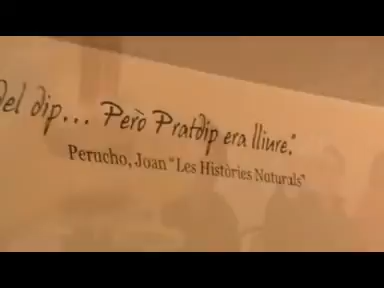 del dip... Però Pratdip era lliure."
Perucho, Joan "Les Històries Naturals"